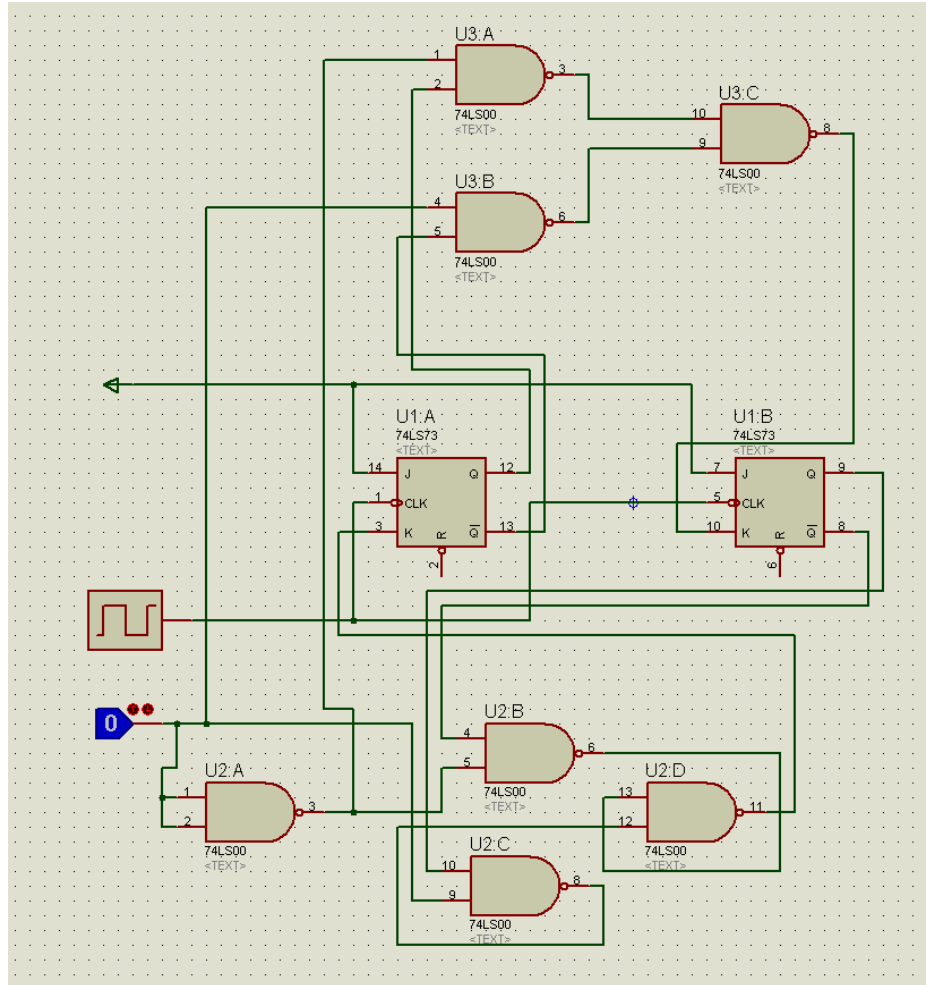 U3:A
1
2
3
74LS00
<TEXT>
U3:C
10
9
8
74LS00
<TEXT>
U3:B
4
5
6
74LS00
<TEXT>
U1:A
74LS73
<TEXT>
14
J
Q
12
1
CLK
3
K
R
Q
13
2
U1:B
74LS73
<TEXT>
7
J
Q
9
5
CLK
10
K
R
Q
8
6
0
U2:A
1
2
3
74LS00
<TEXT>
U2:B
4
5
6
74LS00
<TEXT>
U2:D
13
12
11
74LS00
<TEXT>
U2:C
10
9
8
74LS00
<TEXT>